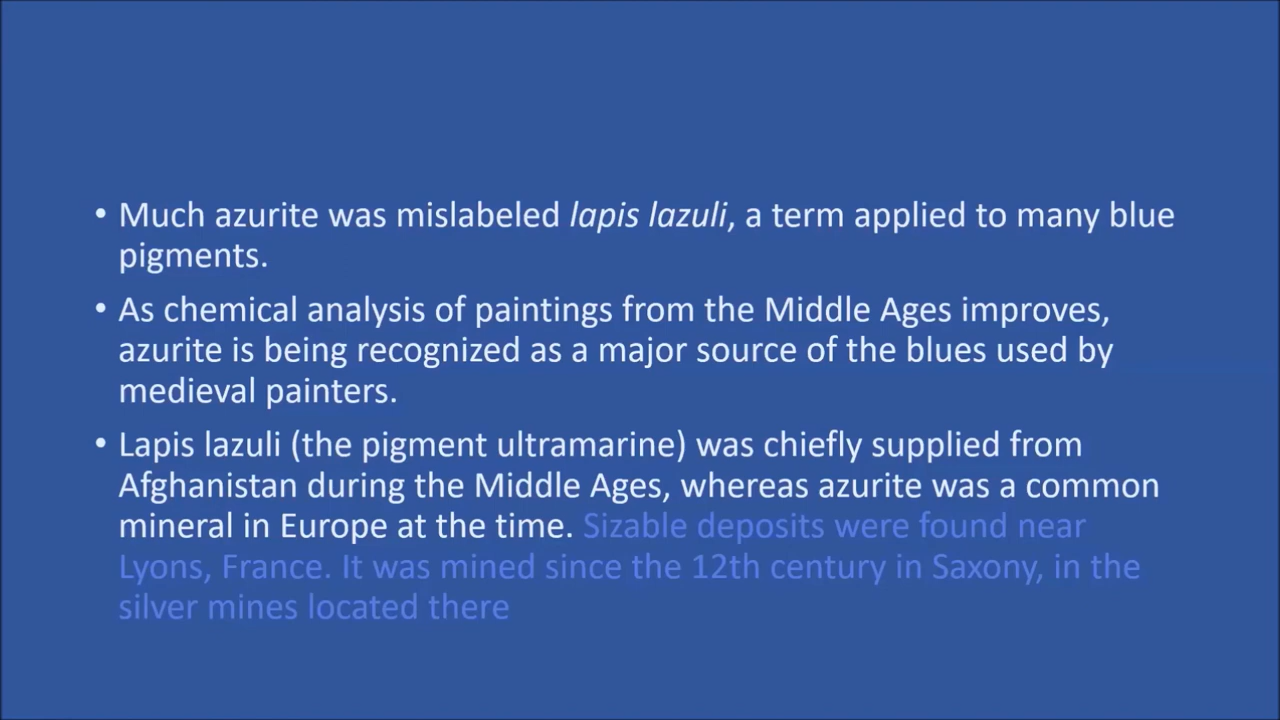 • Much azurite was mislabeled lapis lazuli, a term applied to many blue
pigments.
• As chemical analysis of paintings from the Middle Ages improves,
azurite is being recognized as a major source of the blues used by
medieval painters.
• Lapis lazuli (the pigment ultramarine) was chiefly supplied from
Afghanistan during the Middle Ages, whereas azurite was a common
mineral in Europe at the time. Sizable deposits were found near
Lyons, France. It was mined since the 12th century in Saxony, in the
silver mines located there